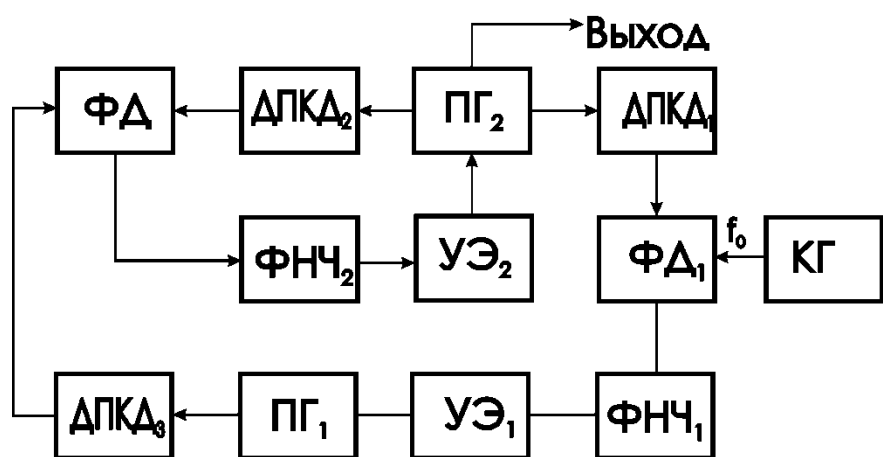 Выход
ФД
ДПКД₂
ПГ₂
ДПКД₁
ФНЧ₂
УЭ₂
ФД₁
f₀
КГ
ДПКД₃
ПГ₁
УЭ₁
ФНЧ₁